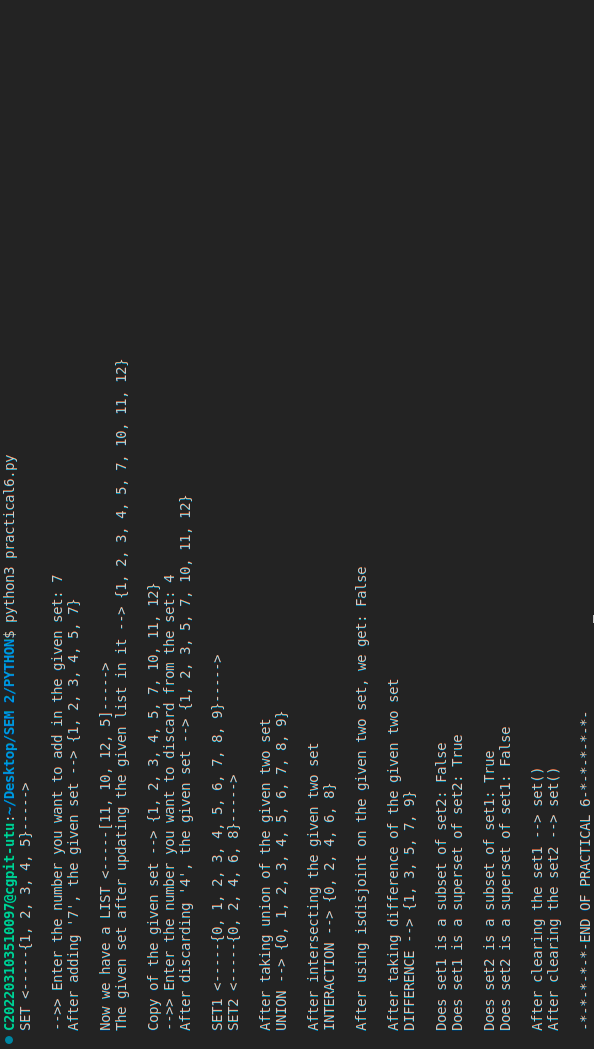 C2022031035100​97@cgpit-utu:~/Desktop/SEM 2/PYTHON$ python3 practical6.py
SET <-----{1, 2, 3, 4, 5}----->
-->> Enter the number you want to add in the given set: 7
After adding '7', the given set --> {1, 2, 3, 4, 5, 7}
Now we have a LIST <-----[11, 10, 12, 5]----->
The given set after updating the given list in it --> {1, 2, 3, 4, 5, 7, 10, 11, 12}
Copy of the given set --> {1, 2, 3, 4, 5, 7, 10, 11, 12}
-->> Enter the number you want to discard from the set: 4
After discarding '4', the given set --> {1, 2, 3, 5, 7, 10, 11, 12}
SET1 <-----{0, 1, 2, 3, 4, 5, 6, 7, 8, 9}----->
SET2 <-----{0, 2, 4, 6, 8}----->
After taking union of the given two set
UNION --> {0, 1, 2, 3, 4, 5, 6, 7, 8, 9}
After intersecting the given two set
INTERACTION --> {0, 2, 4, 6, 8}
After using isdisjoint on the given two set, we get: False
After taking difference of the given two set
DIFFERENCE --> {1, 3, 5, 7, 9}
Does set1 is a subset of set2: False
Does set1 is a superset of set2: True
Does set2 is a subset of set1: True
Does set2 is a superset of set1: False
After clearing the set1 --> set()
After clearing the set2 --> set()
-*-*-*-*-*-END OF PRACTICAL 6-*-*-*-*-*-